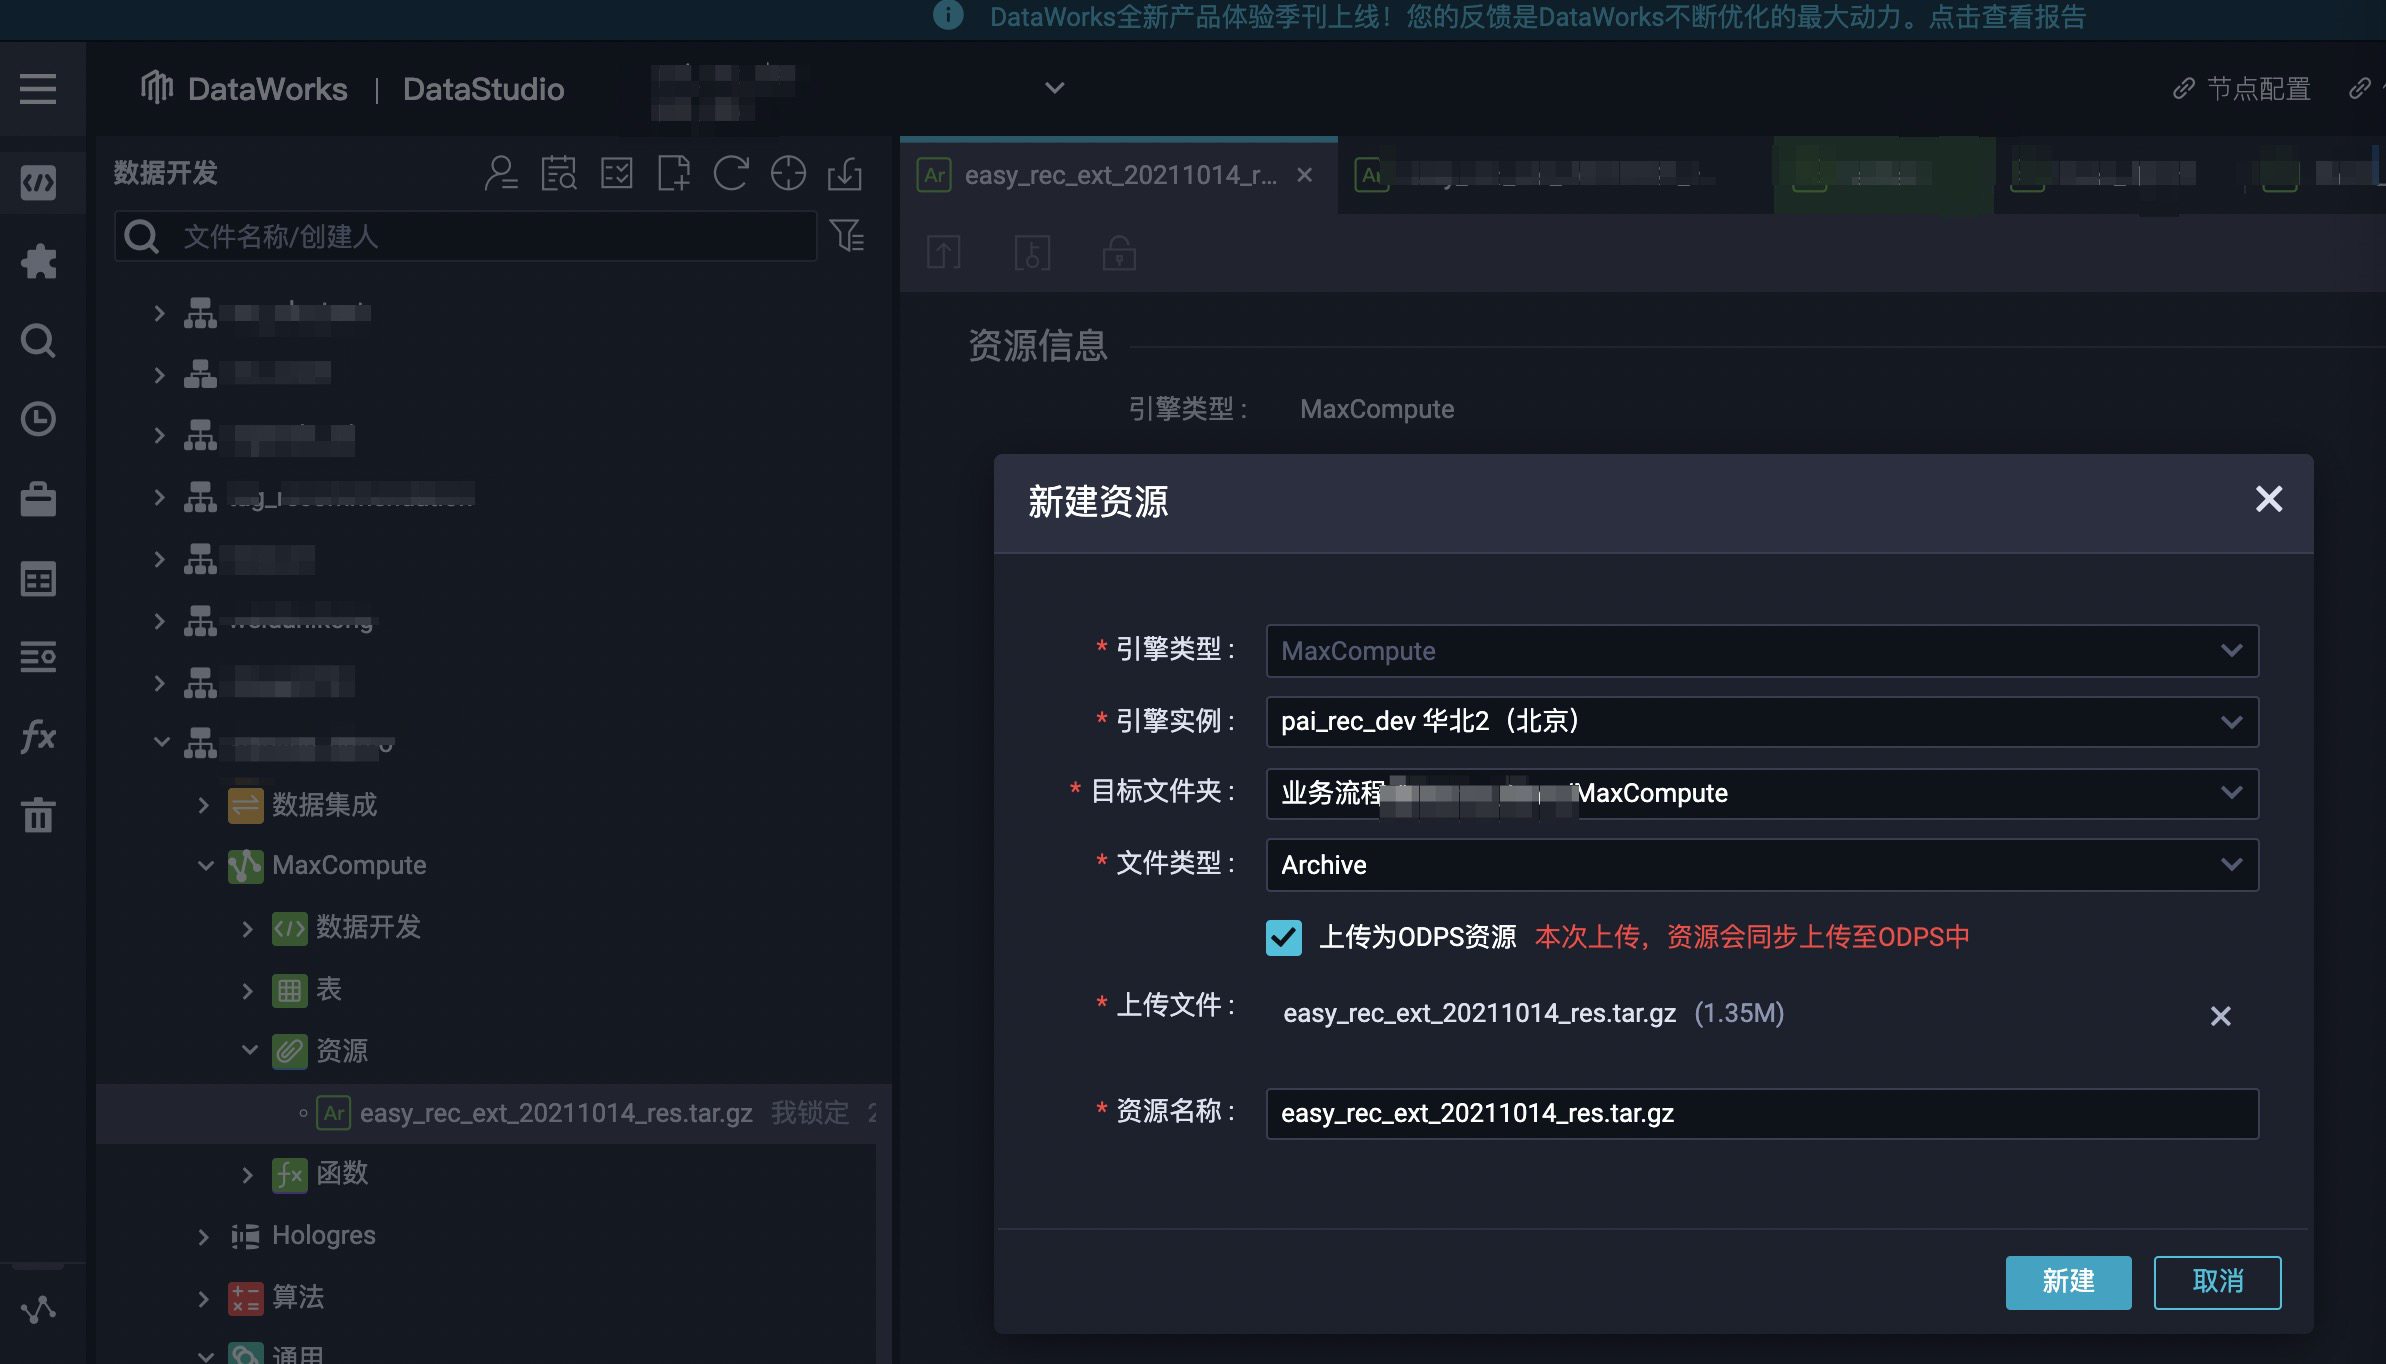 DataWorks全新产品体验季刊上线！您的反馈是DataWorks不断优化的最大动力。点击查看报告
DataWorks | DataStudio
节点配置
数据开发
easy_rec_ext_20211014_r...
Ar
文件名称/创建人
资源信息
引擎类型： MaxCompute
数据集成
MaxCompute
数据开发
表
资源
Ar easy_rec_ext_20211014_res.tar.gz 我锁定 2
函数
Hologres
算法
通用
新建资源
* 引擎类型： MaxCompute
* 引擎实例： pai_rec_dev 华北2（北京）
* 目标文件夹： 业务流程 MaxCompute
* 文件类型： Archive
上传为ODPS资源 本次上传，资源会同步上传至ODPS中
* 上传文件： easy_rec_ext_20211014_res.tar.gz (1.35M)
* 资源名称： easy_rec_ext_20211014_res.tar.gz
新建 取消